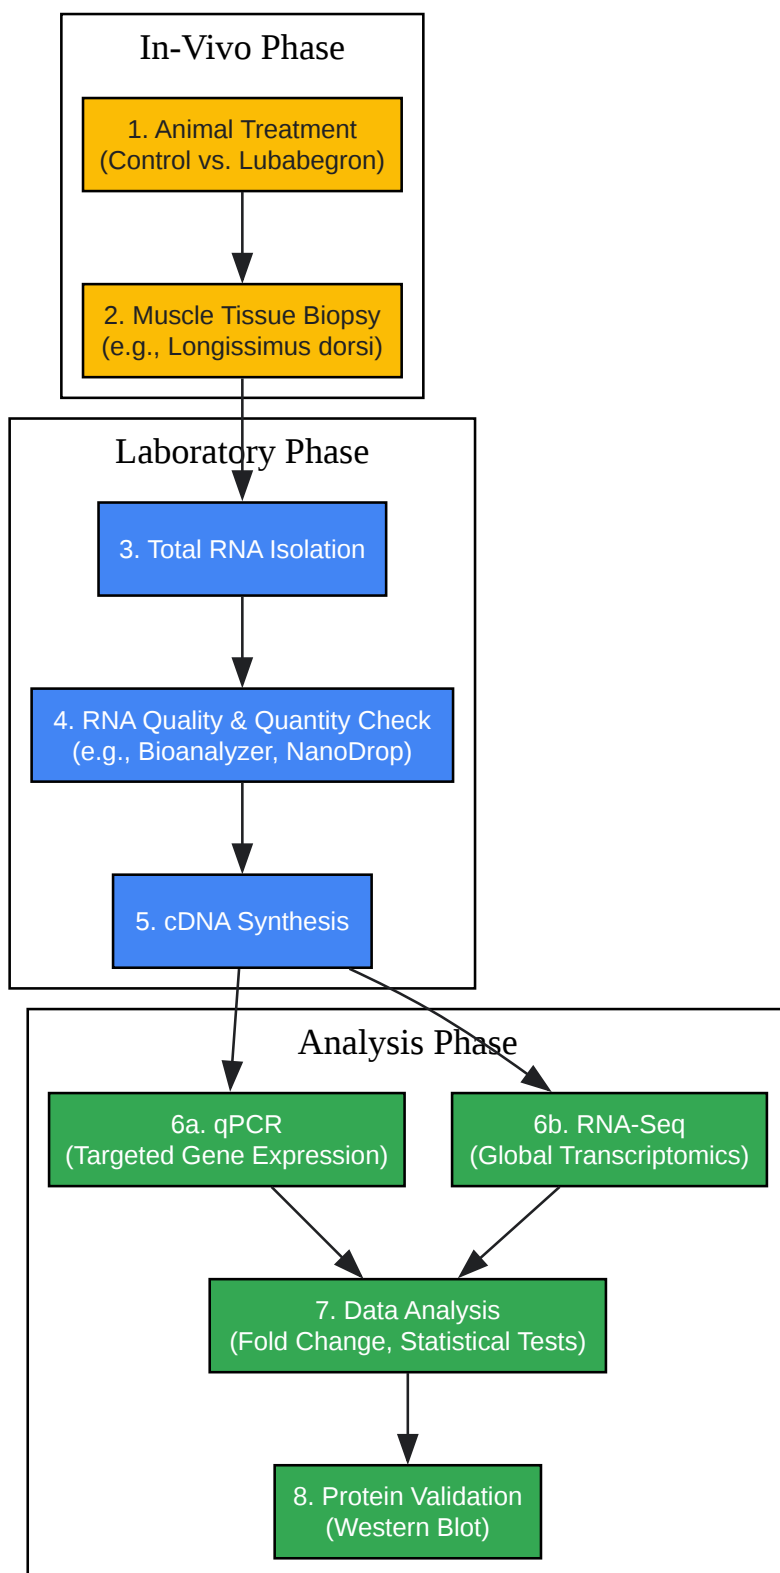 In-Vivo Phase
1. Animal Treatment
(Control vs. Lubabegron)
2. Muscle Tissue Biopsy
(e.g., Longissimus dorsi)
Laboratory Phase
3. Total RNA Isolation
4. RNA Quality & Quantity Check
(e.g., Bioanalyzer, NanoDrop)
5. cDNA Synthesis
Analysis Phase
6a. qPCR
(Targeted Gene Expression)
6b. RNA-Seq
(Global Transcriptomics)
7. Data Analysis
(Fold Change, Statistical Tests)
8. Protein Validation
(Western Blot)